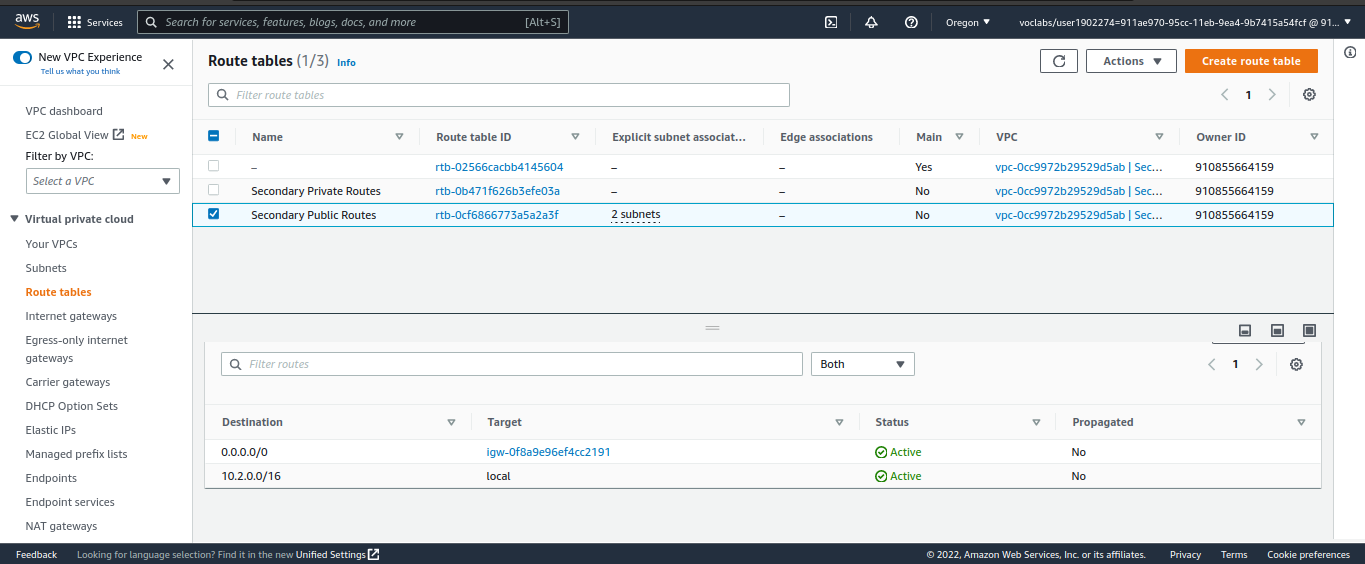 aws Services Search for services, features, blogs, docs, and more [Alt+S] Oregon voclabs/user1902274=911ae970-95cc-11eb-9ea4-9b7415a54fcf @ 91...
New VPC Experience
Tell us what you think
VPC dashboard
EC2 Global View New
Filter by VPC:
Select a VPC
Virtual private cloud
Your VPCs
Subnets
Route tables
Internet gateways
Egress-only internet
gateways
Carrier gateways
DHCP Option Sets
Elastic IPs
Managed prefix lists
Endpoints
Endpoint services
NAT gateways
Route tables (1/3) Info
Actions
Create route table
Filter route tables
1
Name Route table ID Explicit subnet associat... Edge associations Main VPC Owner ID
– rtb-02566cacbb4145604 – – Yes vpc-0cc9972b29529d5ab | Sec... 910855664159
Secondary Private Routes rtb-0b471f626b3efe03a – – No vpc-0cc9972b29529d5ab | Sec... 910855664159
Secondary Public Routes rtb-0cf6866773a5a2a3f 2 subnets – No vpc-0cc9972b29529d5ab | Sec... 910855664159
Filter routes Both 1
Destination Target Status Propagated
0.0.0.0/0 igw-0f8a9e96ef4cc2191 Active No
10.2.0.0/16 local Active No
Feedback Looking for language selection? Find it in the new Unified Settings © 2022, Amazon Web Services, Inc. or its affiliates. Privacy Terms Cookie preferences